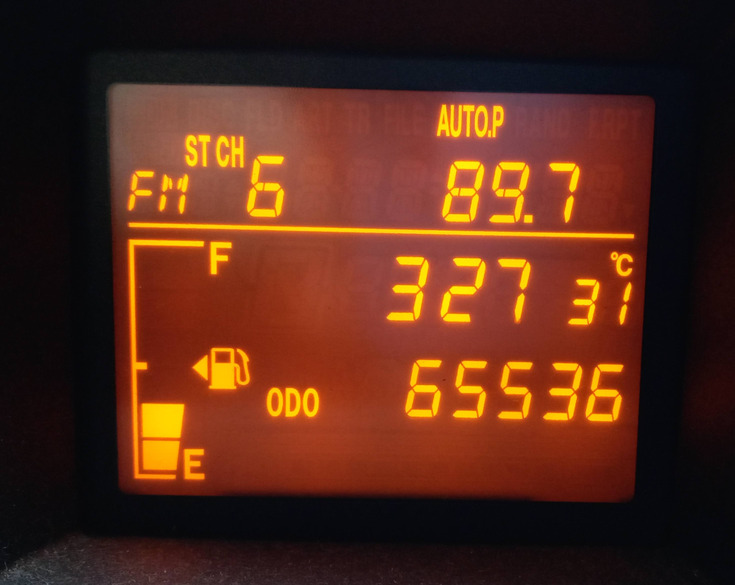 AUTO.P
ST CH
FM 6 89.7
F
°C
327 31
ODO 65536
E